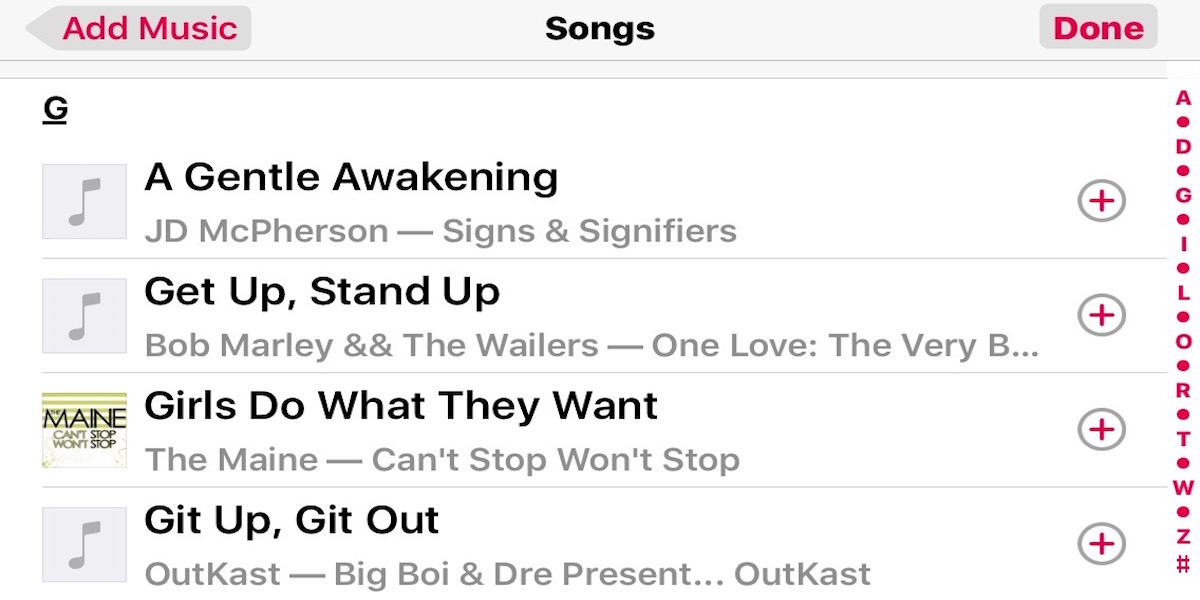 Add Music
Songs
Done
G
A Gentle Awakening
JD McPherson — Signs & Signifiers
Get Up, Stand Up
Bob Marley && The Wailers — One Love: The Very B...
MAINE
CAN'T STOP
WON'T STOP
Girls Do What They Want
The Maine — Can't Stop Won't Stop
Git Up, Git Out
OutKast — Big Boi & Dre Present... OutKast
A
D
G
I
L
O
R
T
W
Z
#